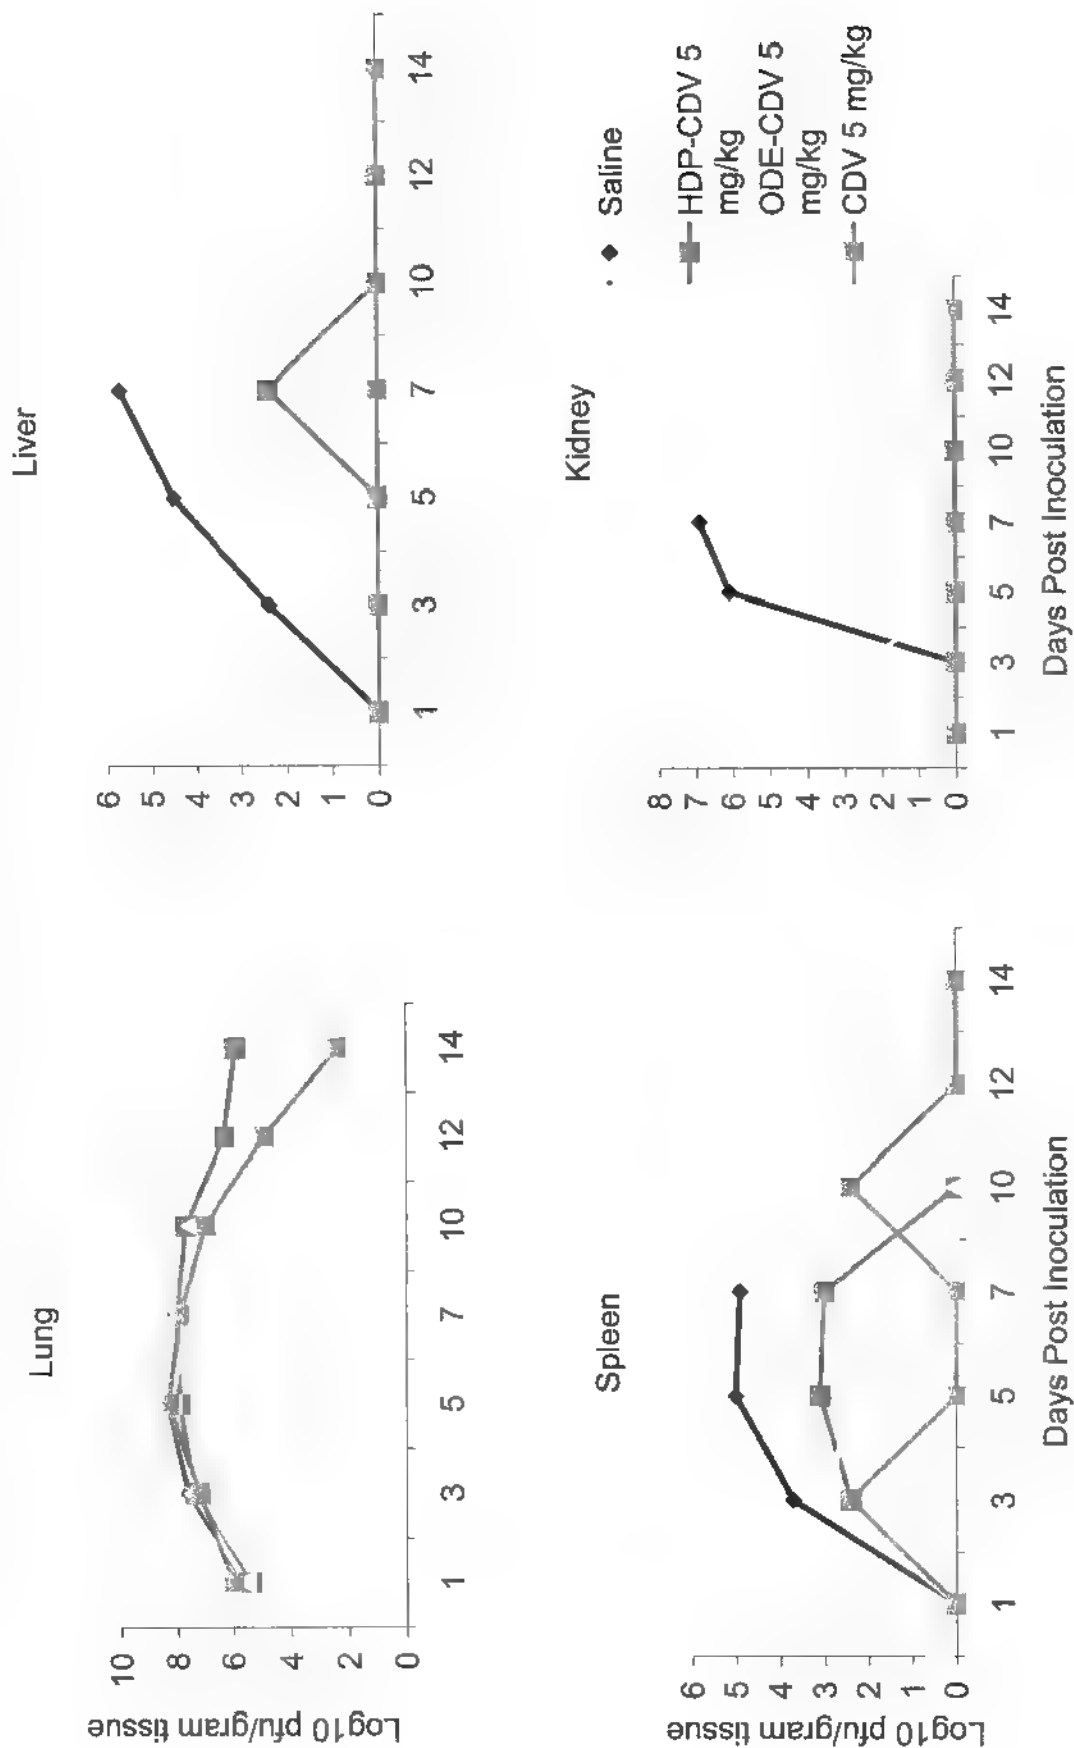 Lung
Log10 pfu/gram tissue
10
8
6
4
2
0
1 3 5 7 10 12 14
Liver
6
5
4
3
2
1
0
1 3 5 7 10 12 14
Spleen
Log10 pfu/gram tissue
6
5
4
3
2
1
0
1 3 5 7 10 12 14
Days Post Inoculation
Kidney
8
7
6
5
4
3
2
1
0
1 3 5 7 10 12 14
Days Post Inoculation
Saline
HDP-CDV 5
mg/kg
ODE-CDV 5
mg/kg
CDV 5 mg/kg